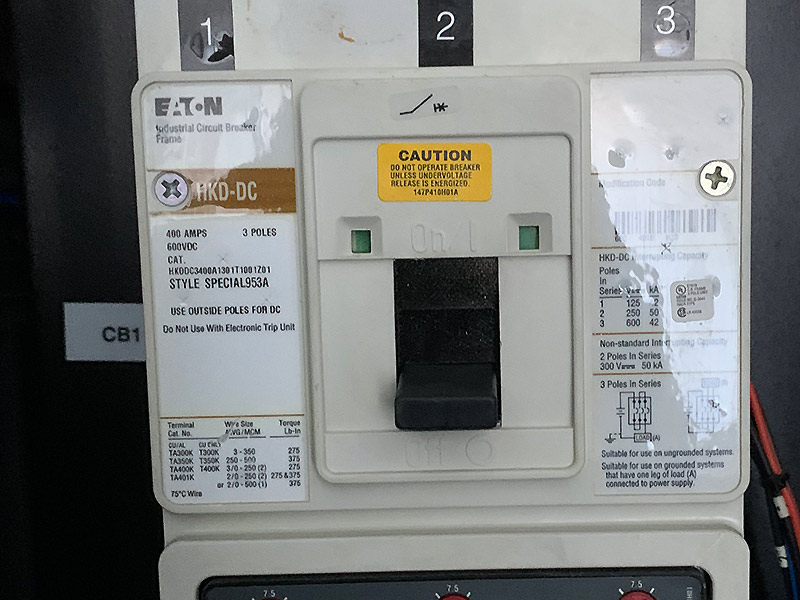 1
2
3
EATON
Industrial Circuit Breaker
Frame
HKD-DC
400 AMPS 3 POLES
600VDC
CAT.
HKDDC3400A1301T1001Z01
STYLE SPECIAL953A
USE OUTSIDE POLES FOR DC
Do Not Use With Electronic Trip Unit
Terminal Wire Size Torque
Cat. No. AWG/MCM Lb-In
CU/AL CU ONLY
TA300K T300K 3-350 275
TA350K T350K 250-500 375
TA400K T400K 3/0-250 (2) 275
TA401K 2/0-250 (2) 275 & 375
or 2/0-500 (1) 375
75°C Wire
CAUTION
DO NOT OPERATE BREAKER
UNLESS UNDERVOLTAGE
RELEASE IS ENERGIZED.
147P410H01A
On I
CB1
Modification Code
HKD-DC Interrupting Capacity
Poles
In
Series kA
125
2 250 50
3 600 42
Non-standard Interrupting Capacity
2 Poles In Series
300 V 50 kA
3 Poles In Series
LOAD (A)
Suitable for use on ungrounded systems.
Suitable for use on grounded systems
that have one leg of load (A)
connected to power supply.
7.5
7.5
7.5